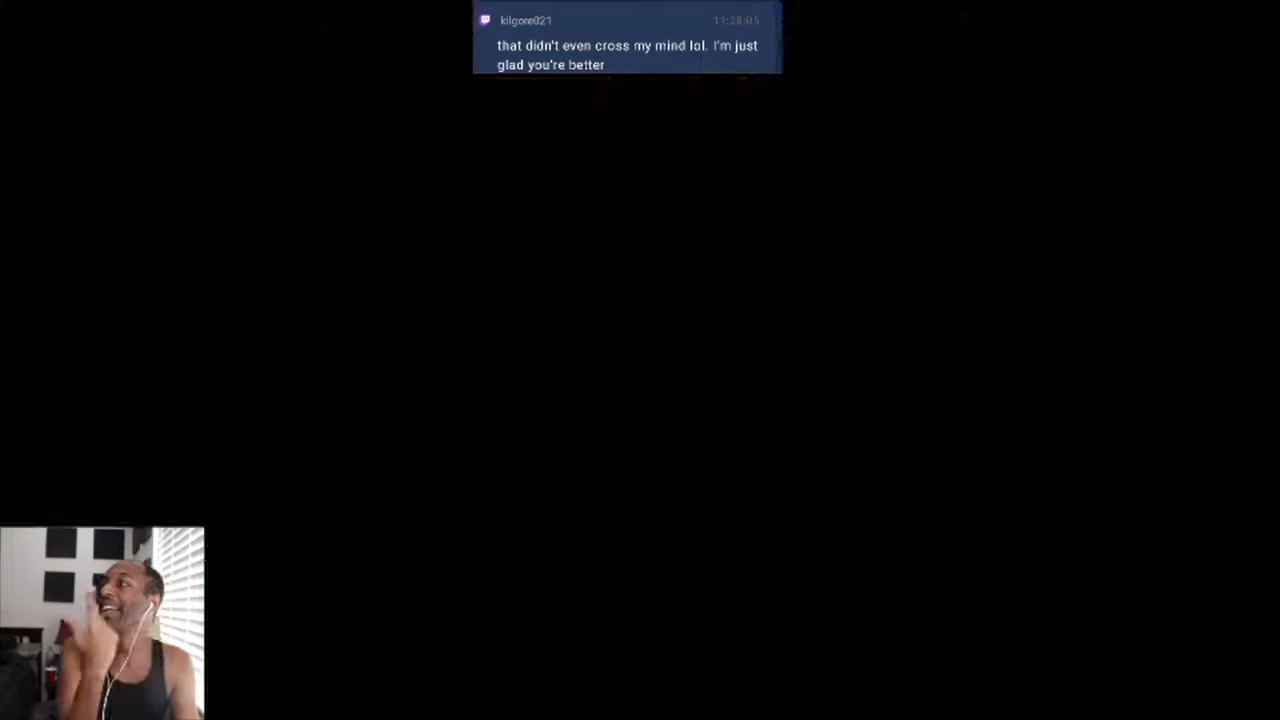 kilgore021 11:28:05
that didn't even cross my mind lol. I'm just
glad you're better